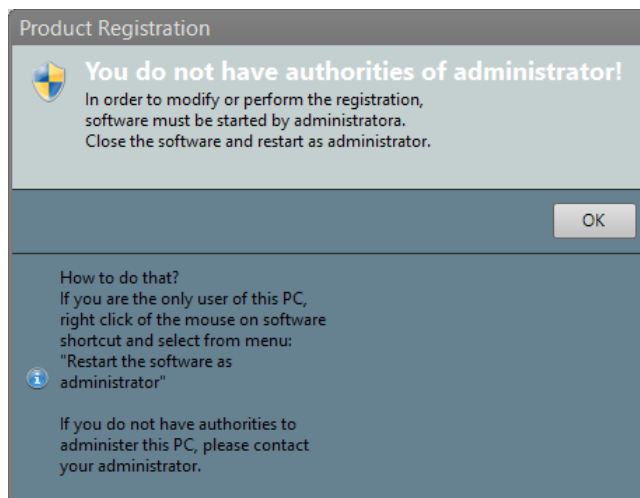 Product Registration
You do not have authorities of administrator!
In order to modify or perform the registration,
software must be started by administratora.
Close the software and restart as administrator.
OK
How to do that?
If you are the only user of this PC,
right click of the mouse on software
shortcut and select from menu:
"Restart the software as
administrator"
If you do not have authorities to
administer this PC, please contact
your administrator.